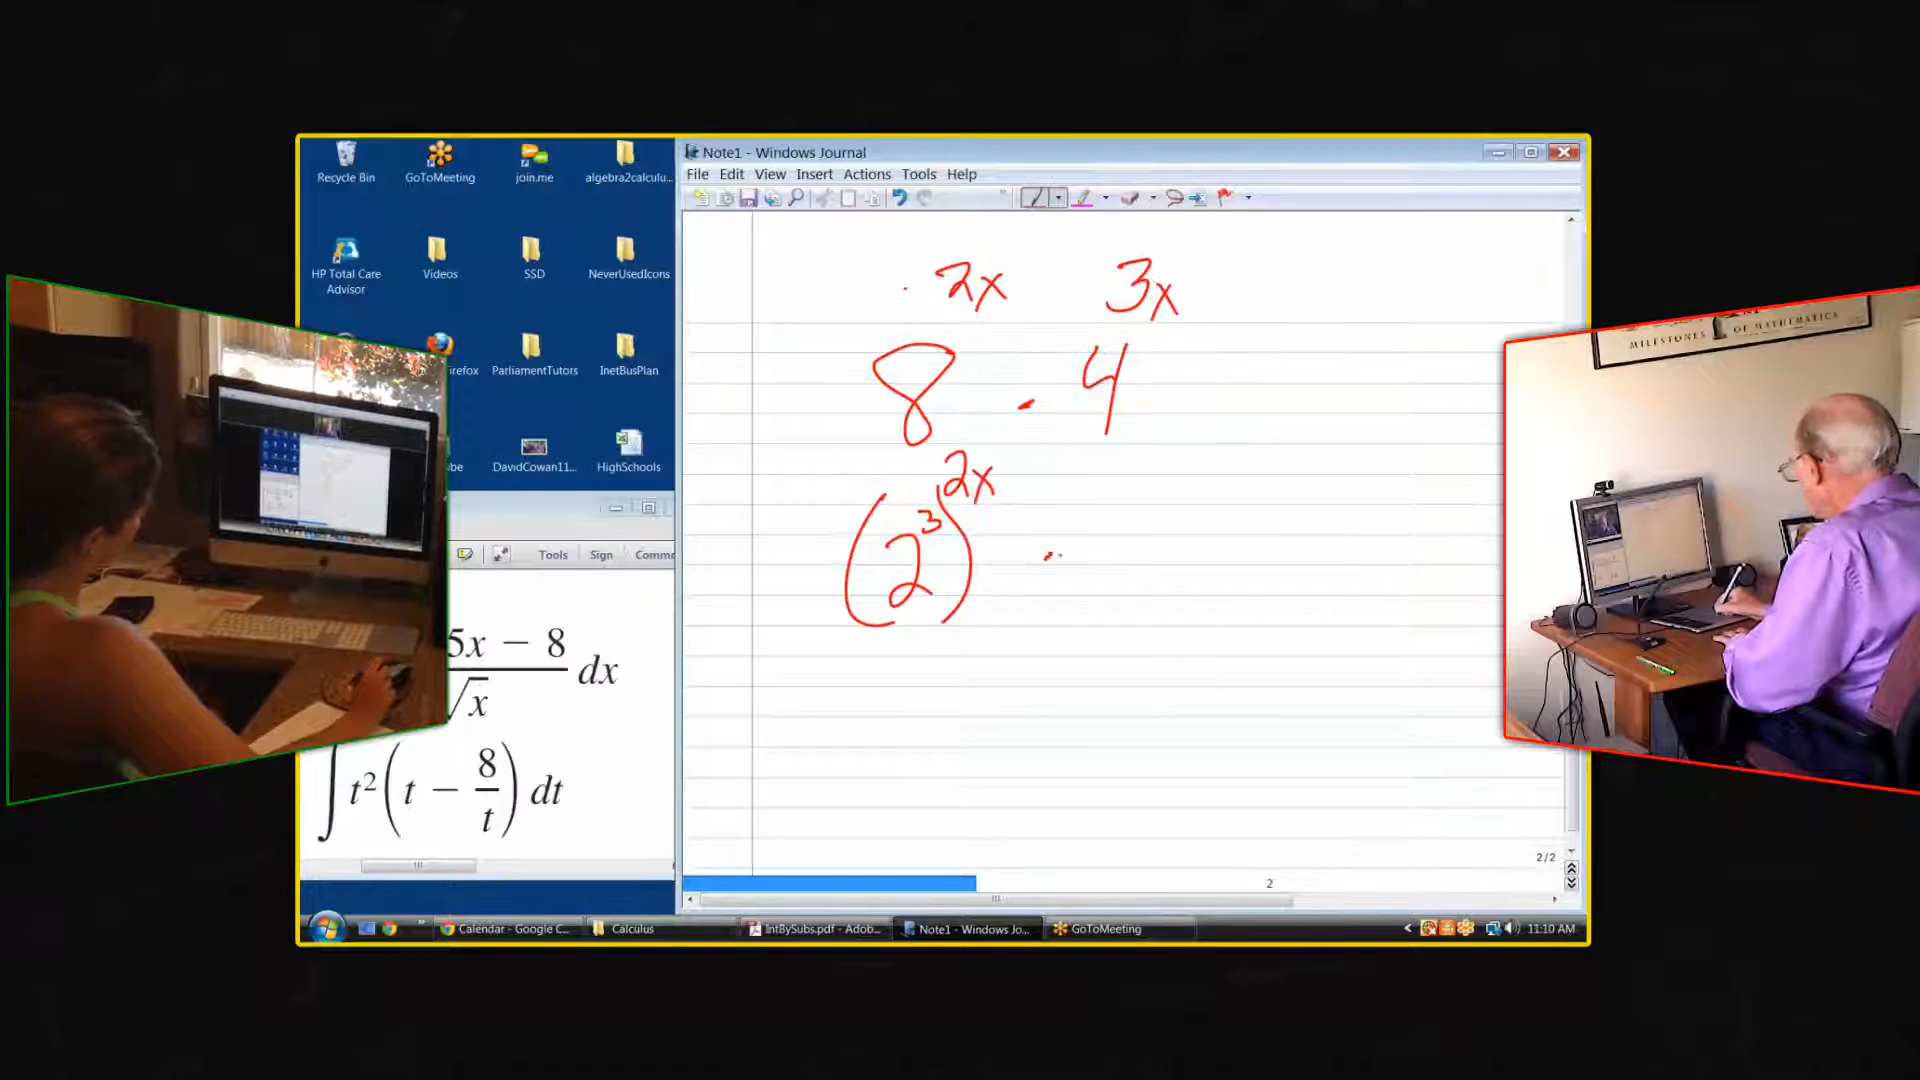 Note1 - Windows Journal
File Edit View Insert Actions Tools Help
Recycle Bin
GoToMeeting
join.me
algebra2calculu...
HP Total Care Advisor
Videos
SSD
NeverUsedIcons
irefox
ParliamentTutors
InetBusPlan
be
DavidCowan11...
HighSchools
Tools Sign Comme
5x − 8
√x
dx
∫ t² (t − 8/t) dt
2x 3x
8 · 4
2x
(2³) ·
2/2
2
MILESTONES OF MATHEMATICS
Calendar - Google C...
Calculus
IntBySubs.pdf - Adob...
Note1 - Windows Jo...
GoToMeeting
11:10 AM